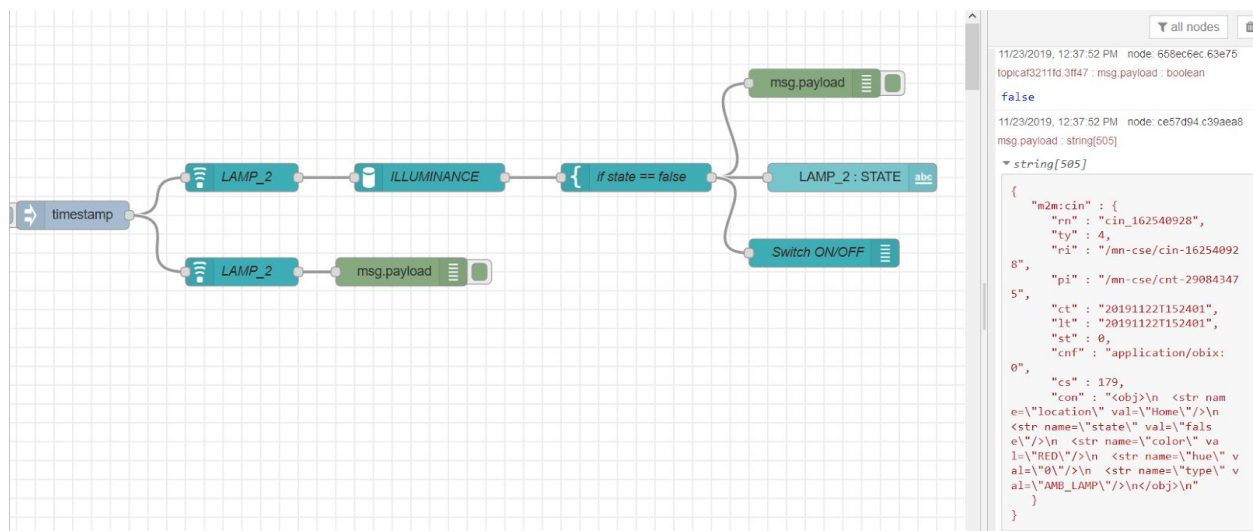 all nodes
11/23/2019, 12:37:52 PM node: 658ec6ec.63e75
topicaf3211fd.3ff47 : msg.payload : boolean
false
11/23/2019, 12:37:52 PM node: ce57d94.c39aea8
msg.payload : string[505]
string[505]
{
"m2m:cin" : {
"rn" : "cin_162540928",
"ty" : 4,
"ri" : "/mn-cse/cin-16254092
8",
"pi" : "/mn-cse/cnt-29084347
5",
"ct" : "20191122T152401",
"lt" : "20191122T152401",
"st" : 0,
"cnf" : "application/obix:
0",
"cs" : 179,
"con" : "<obj>\n  <str nam
e=\"location\" val=\"Home\"/>\n
<str name=\"state\" val=\"fals
e\"/>\n  <str name=\"color\" va
l=\"RED\"/>\n  <str name=\"hue\" v
al=\"0\"/>\n  <str name=\"type\" v
al=\"AMB_LAMP\"/>\n</obj>\n"
}
}
msg.payload
LAMP_2
ILLUMINANCE
if state == false
LAMP_2 : STATE
abc
timestamp
Switch ON/OFF
LAMP_2
msg.payload